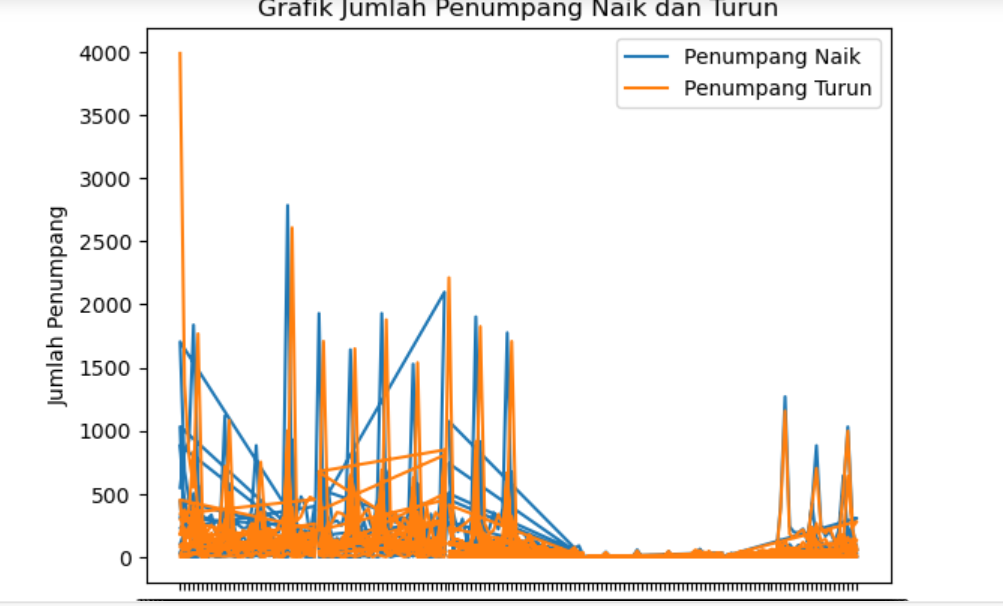 Grafik Jumlah Penumpang Naik dan Turun
4000
3500
3000
2500
2000
1500
1000
500
0
Jumlah Penumpang
Penumpang Naik
Penumpang Turun